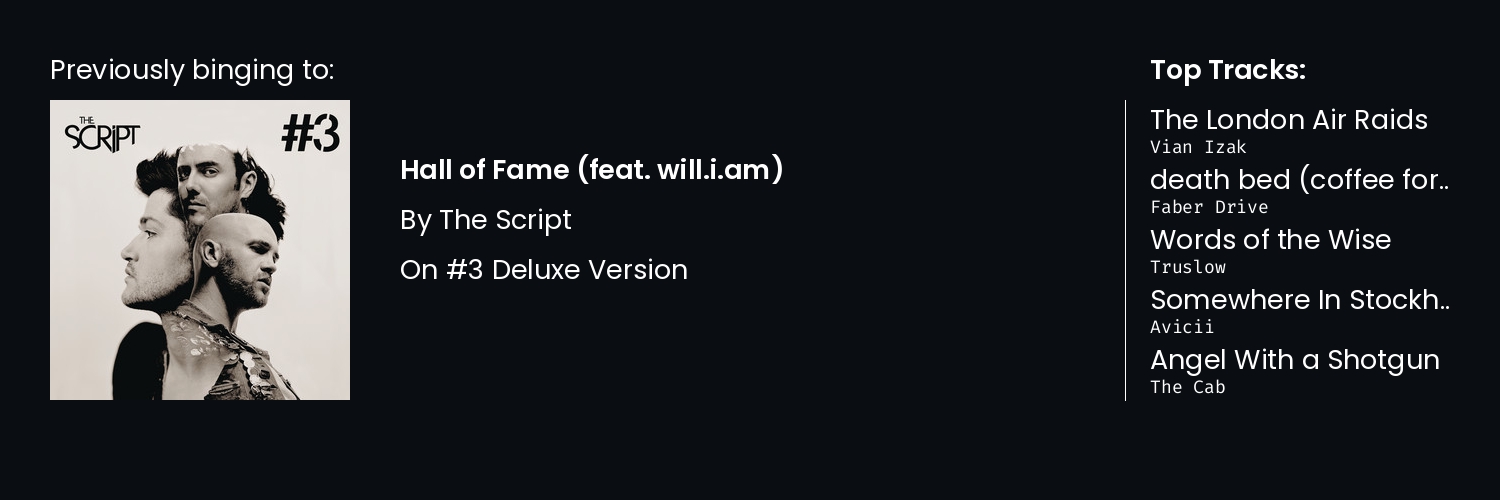 Previously binging to:
THE
SCRIPT
#3
Hall of Fame (feat. will.i.am)
By The Script
On #3 Deluxe Version
Top Tracks:
The London Air Raids
Vian Izak
death bed (coffee for..
Faber Drive
Words of the Wise
Truslow
Somewhere In Stockh..
Avicii
Angel With a Shotgun
The Cab